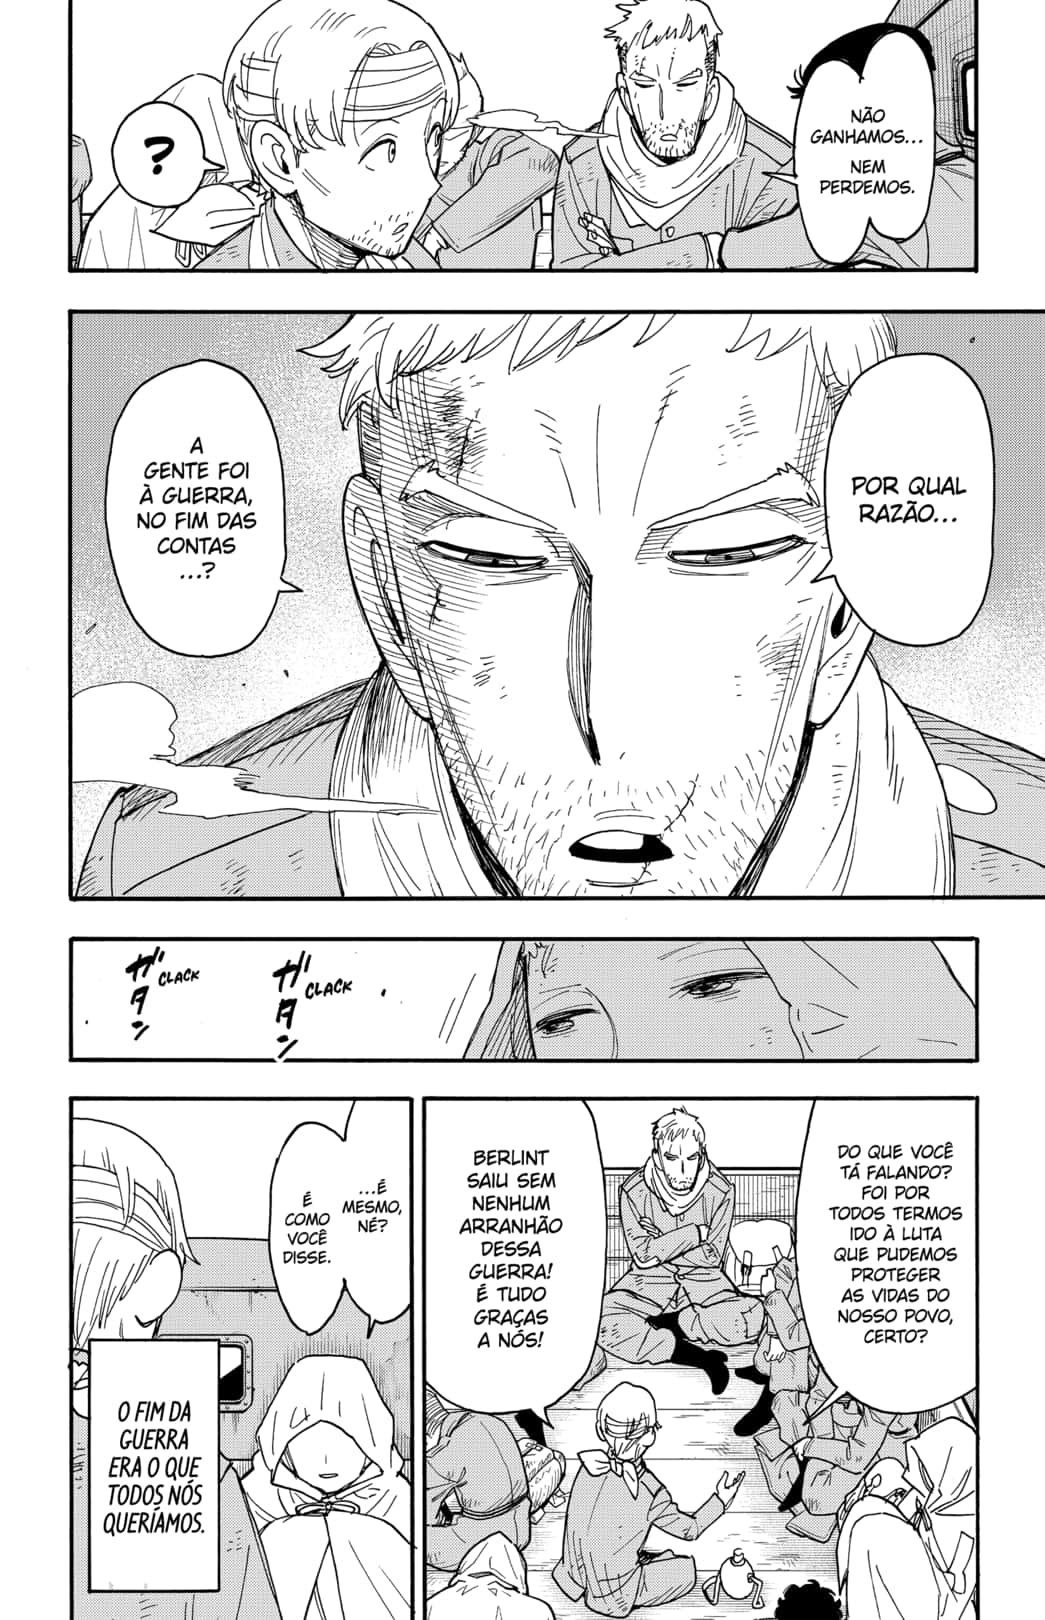 NÃO
GANHAMOS...
NEM
PERDEMOS.
?
POR QUAL
RAZÃO...
A
GENTE FOI
À GUERRA,
NO FIM DAS
CONTAS
...?
ガタン
CLACK
ガタン
CLACK
DO QUE VOCÊ
TÁ FALANDO?
FOI POR
TODOS TERMOS
IDO À LUTA
QUE PUDEMOS
PROTEGER
AS VIDAS DO
NOSSO POVO,
CERTO?
BERLINT
SAIU SEM
NENHUM
ARRANHÃO
DESSA
GUERRA!
É TUDO
GRAÇAS
A NÓS!
...É
MESMO,
NÉ?
É
COMO
VOCÊ
DISSE.
O FIM DA
GUERRA
ERA O QUE
TODOS NÓS
QUERÍAMOS.